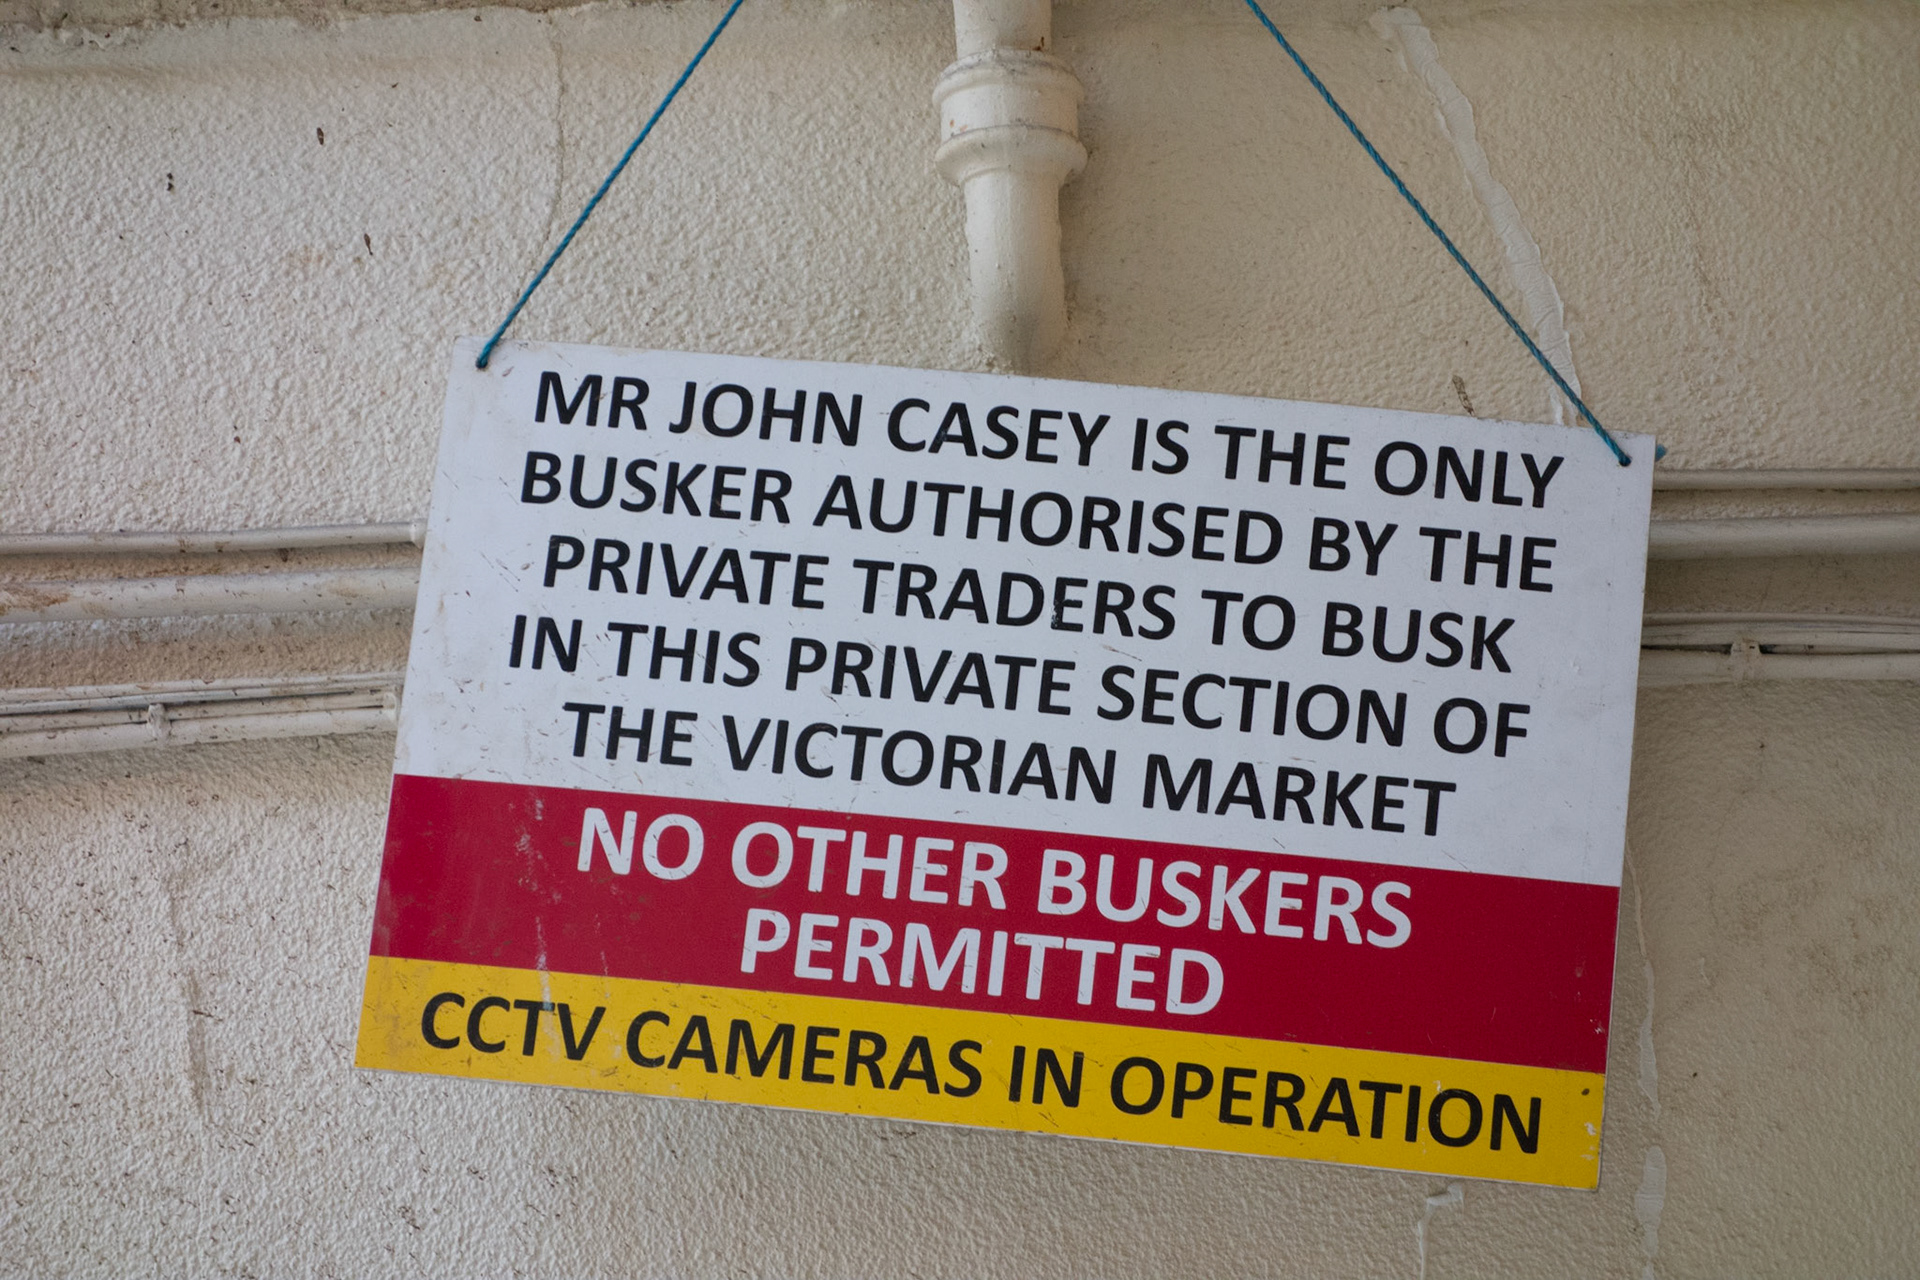 MR JOHN CASEY IS THE ONLY
BUSKER AUTHORISED BY THE
PRIVATE TRADERS TO BUSK
IN THIS PRIVATE SECTION OF
THE VICTORIAN MARKET
NO OTHER BUSKERS
PERMITTED
CCTV CAMERAS IN OPERATION